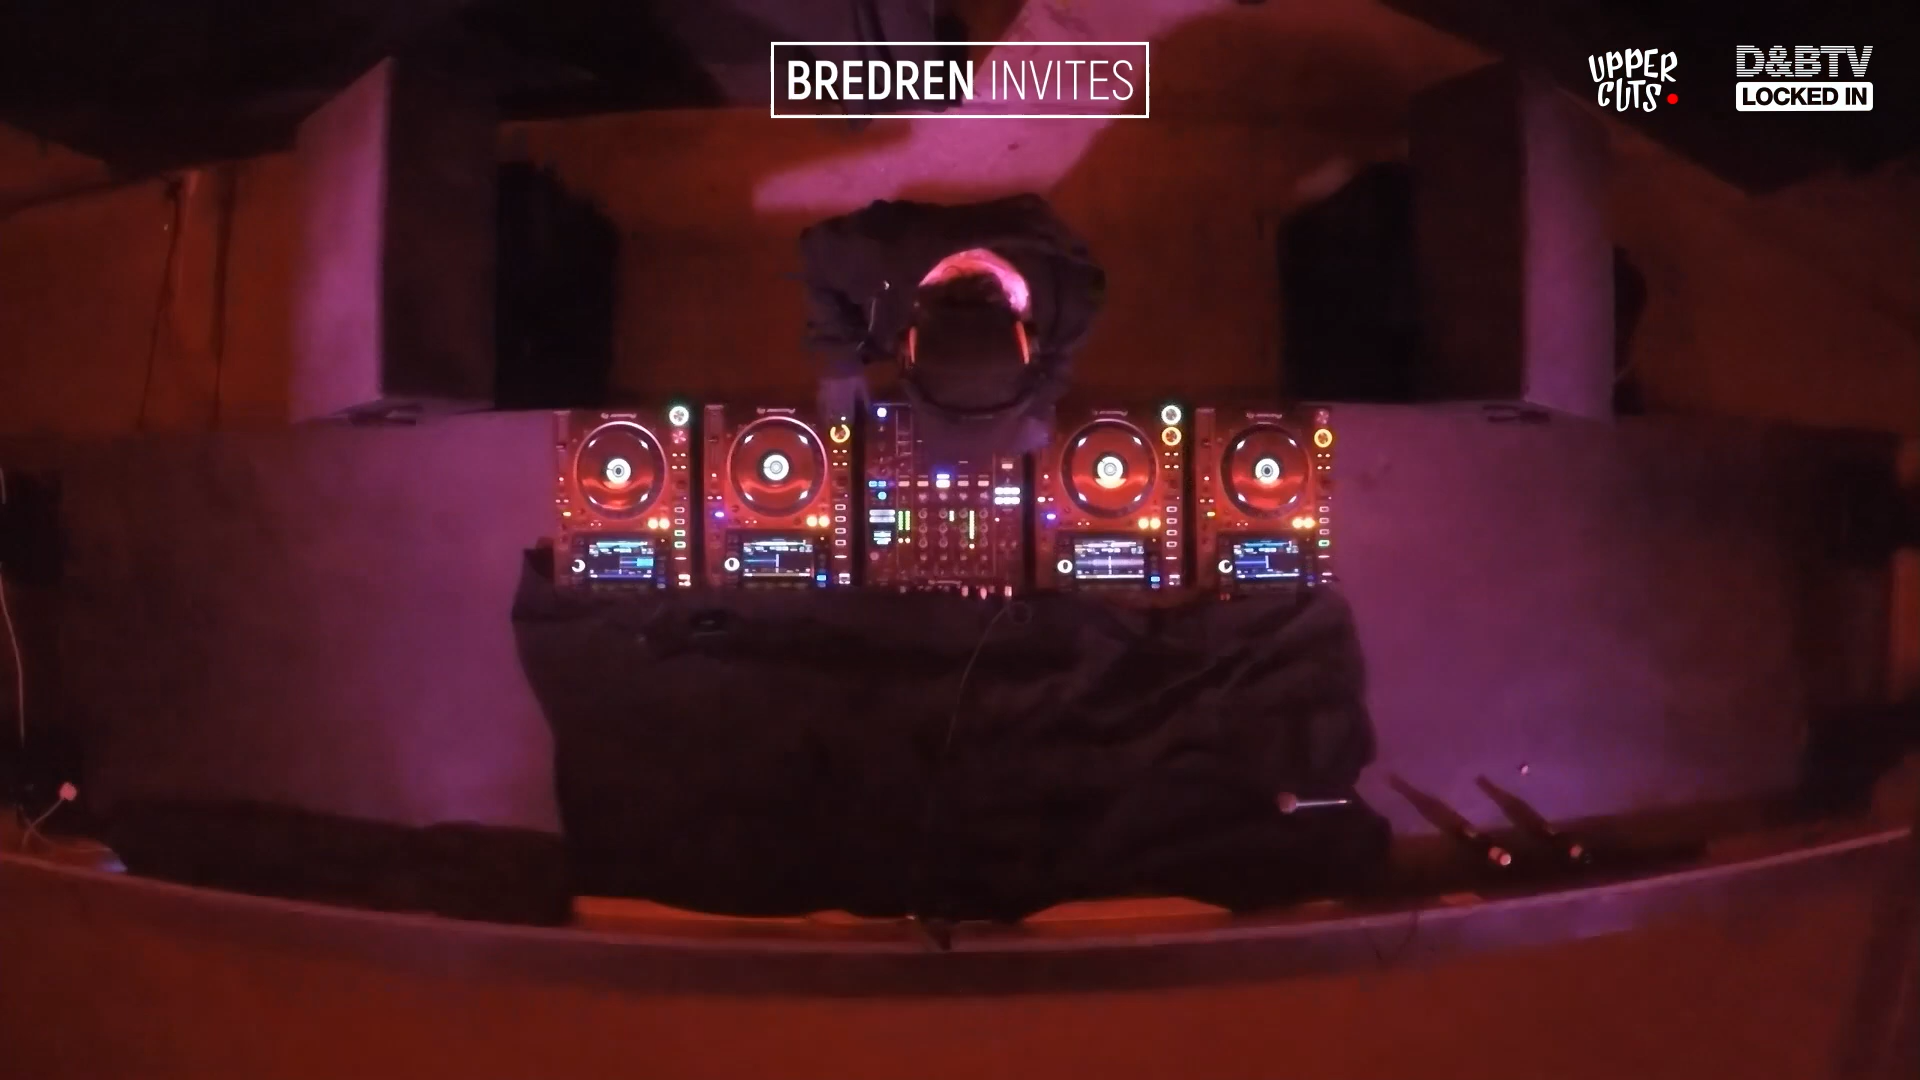 BREDREN INVITES
UPPER
CUTS
D&BTV
LOCKED IN